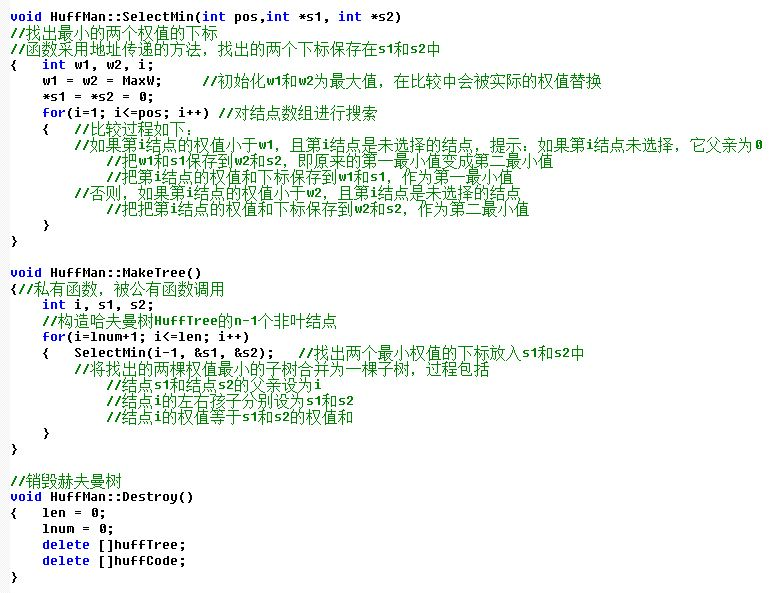 void HuffMan::SelectMin(int pos,int *s1, int *s2)
//找出最小的两个权值的下标
//函数采用地址传递的方法，找出的两个下标保存在s1和s2中
{   int w1, w2, i;
    w1 = w2 = MaxW;     //初始化w1和w2为最大值，在比较中会被实际的权值替换
    *s1 = *s2 = 0;
    for(i=1; i<=pos; i++) //对结点数组进行搜索
    {   //比较过程如下：
        //如果第i结点的权值小于w1，且第i结点是未选择的结点，提示：如果第i结点未选择，它父亲为0
            //把w1和s1保存到w2和s2，即原来的第一最小值变成第二最小值
            //把第i结点的权值和下标保存到w1和s1，作为第一最小值
        //否则，如果第i结点的权值小于w2，且第i结点是未选择的结点
            //把把第i结点的权值和下标保存到w2和s2，作为第二最小值
    }
}
void HuffMan::MakeTree()
{//私有函数，被公有函数调用
    int i, s1, s2;
    //构造哈夫曼树HuffTree的n-1个非叶结点
    for(i=lnum+1; i<=len; i++)
    {   SelectMin(i-1, &s1, &s2);   //找出两个最小权值的下标放入s1和s2中
        //将找出的两棵权值最小的子树合并为一棵子树，过程包括
            //结点s1和结点s2的父亲设为i
            //结点i的左右孩子分别设为s1和s2
            //结点i的权值等于s1和s2的权值和
    }
}
//销毁赫夫曼树
void HuffMan::Destroy()
{   len = 0;
    lnum = 0;
    delete []huffTree;
    delete []huffCode;
}